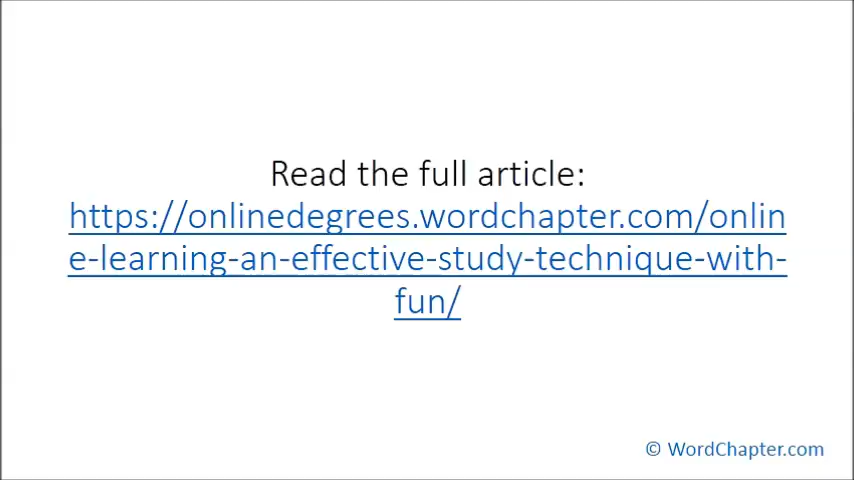 Read the full article:
https://onlinedegrees.wordchapter.com/onlin
e-learning-an-effective-study-technique-with-
fun/
© WordChapter.com